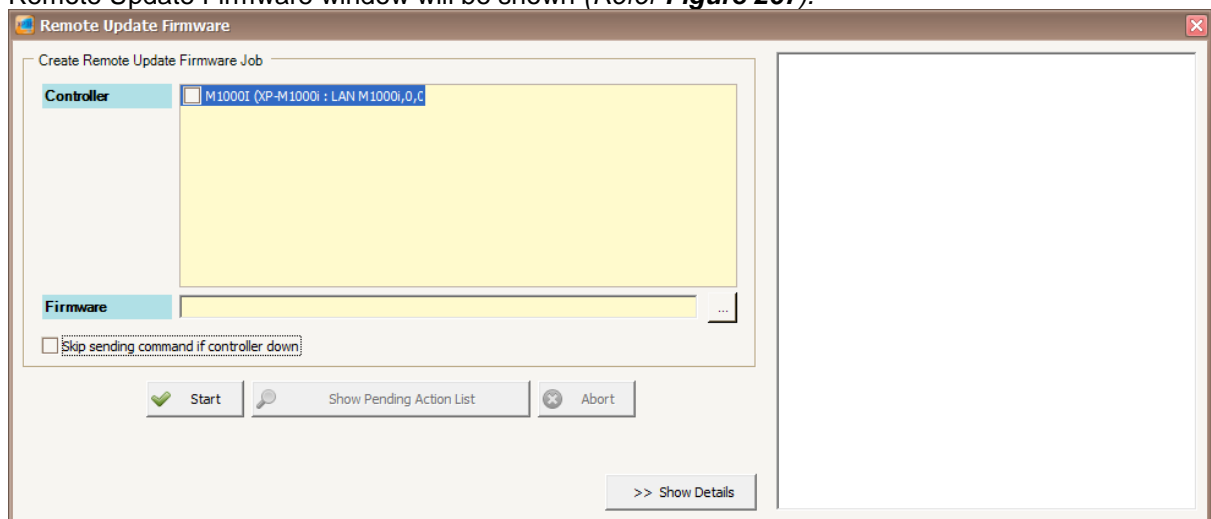 Remote Update Firmware window will be shown (Refer Figure 267).
Remote Update Firmware
Create Remote Update Firmware Job
Controller
M1000I (XP-M1000i : LAN M1000i,0,C
Firmware
...
Skip sending command if controller down
Start
Show Pending Action List
Abort
>> Show Details